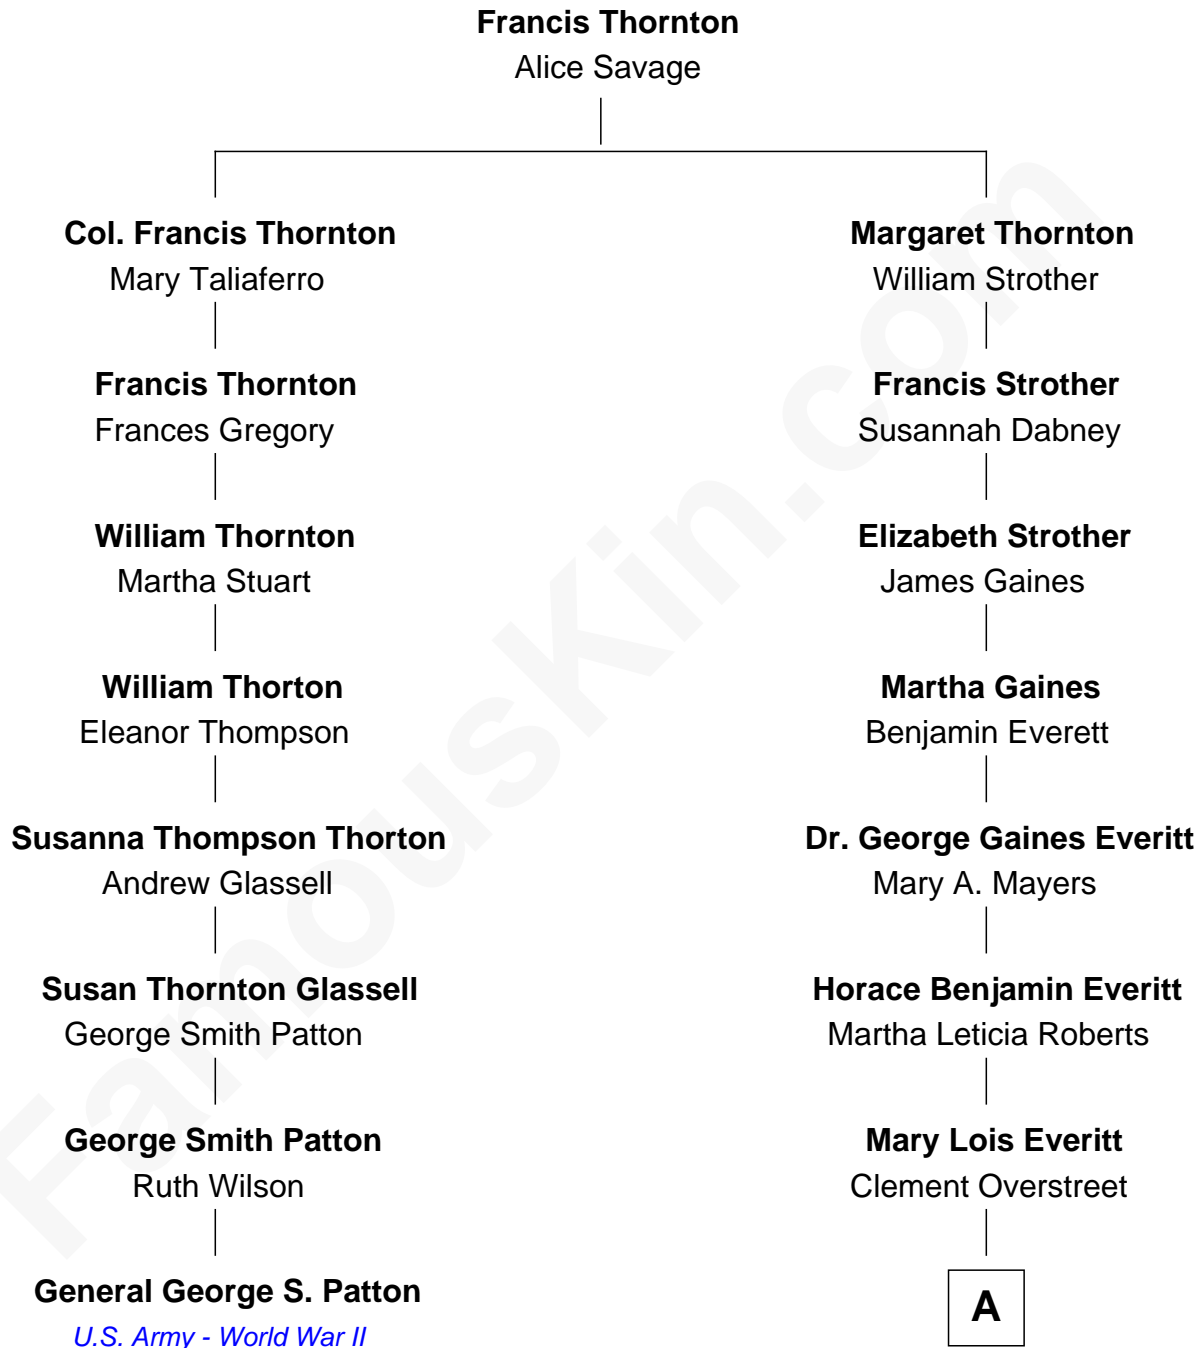 Francis Thornton
Alice Savage
Col. Francis Thornton
Mary Taliaferro
Francis Thornton
Frances Gregory
William Thornton
Martha Stuart
William Thorton
Eleanor Thompson
Susanna Thompson Thorton
Andrew Glassell
Susan Thornton Glassell
George Smith Patton
George Smith Patton
Ruth Wilson
General George S. Patton
U.S. Army - World War II
Margaret Thornton
William Strother
Francis Strother
Susannah Dabney
Elizabeth Strother
James Gaines
Martha Gaines
Benjamin Everett
Dr. George Gaines Everitt
Mary A. Mayers
Horace Benjamin Everitt
Martha Leticia Roberts
Mary Lois Everitt
Clement Overstreet
A
FamousKin.com